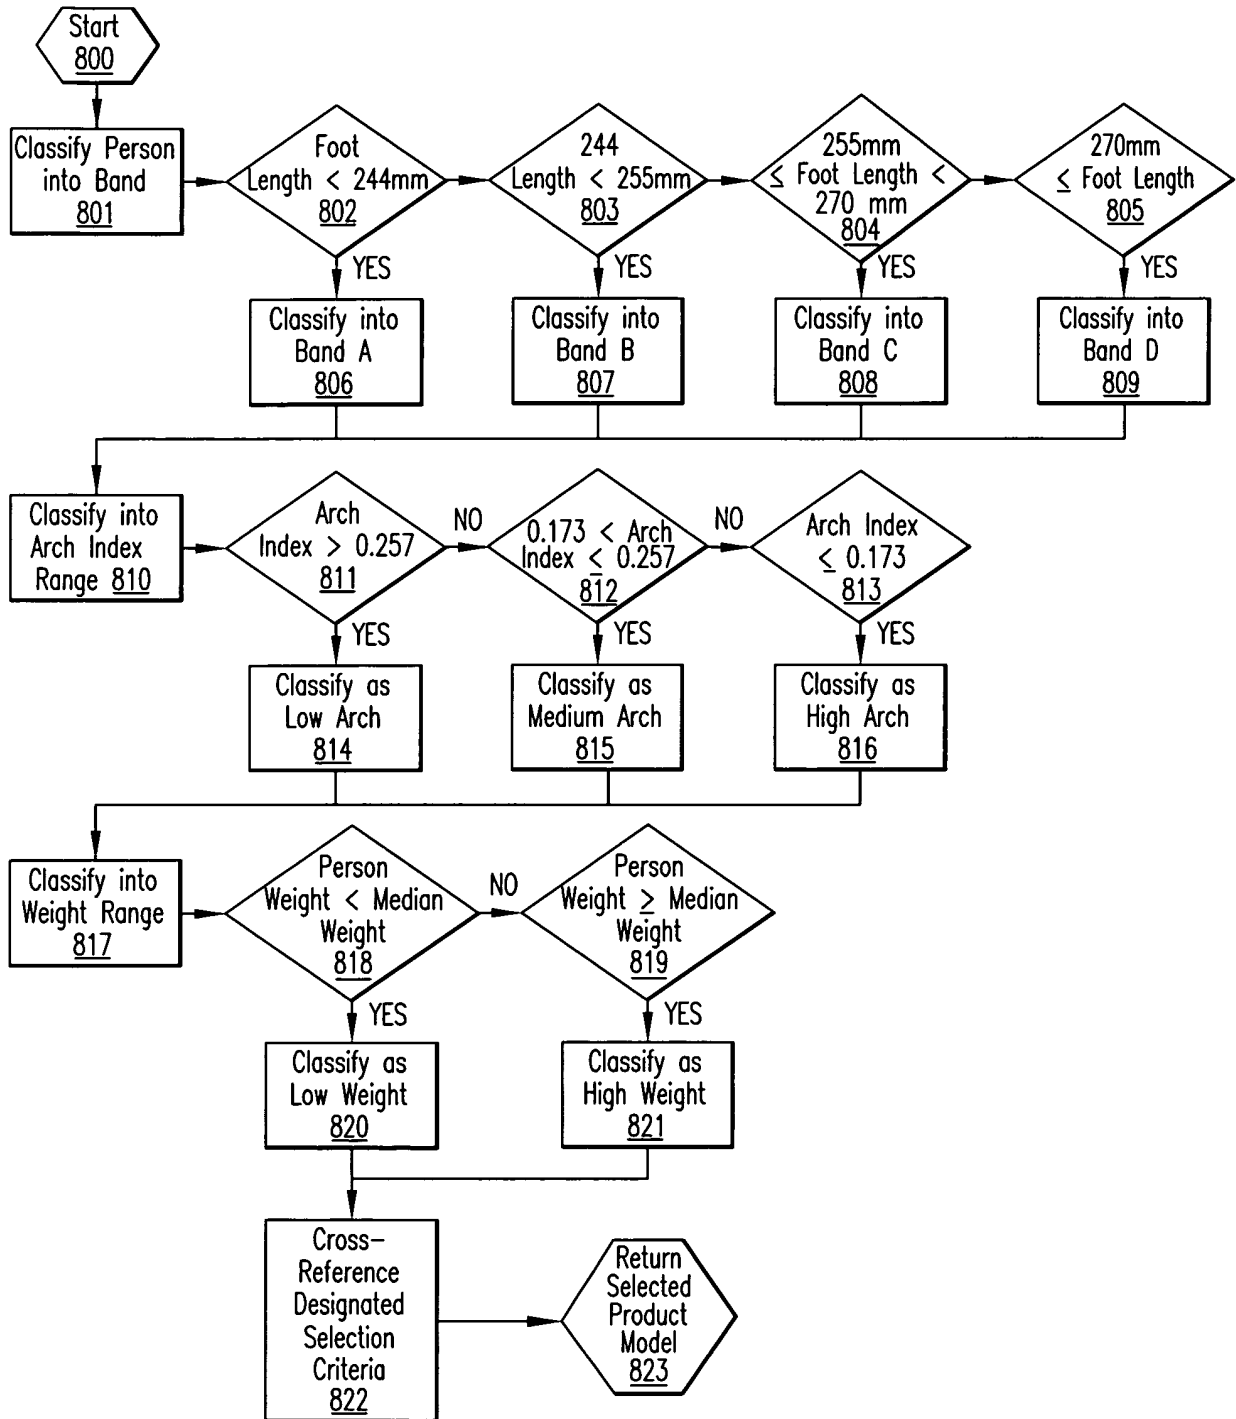 Start
800
Classify Person
into Band
801
Foot
Length < 244mm
802
244
Length < 255mm
803
255mm
≤ Foot Length <
270 mm
804
270mm
≤ Foot Length
805
YES
YES
YES
YES
Classify into
Band A
806
Classify into
Band B
807
Classify into
Band C
808
Classify into
Band D
809
Classify into
Arch Index
Range 810
Arch
Index > 0.257
811
NO
0.173 < Arch
Index ≤ 0.257
812
NO
Arch Index
≤ 0.173
813
YES
YES
YES
Classify as
Low Arch
814
Classify as
Medium Arch
815
Classify as
High Arch
816
Classify into
Weight Range
817
Person
Weight < Median
Weight
818
NO
Person
Weight ≥ Median
Weight
819
YES
YES
Classify as
Low Weight
820
Classify as
High Weight
821
Cross-
Reference
Designated
Selection
Criteria
822
Return
Selected
Product
Model
823